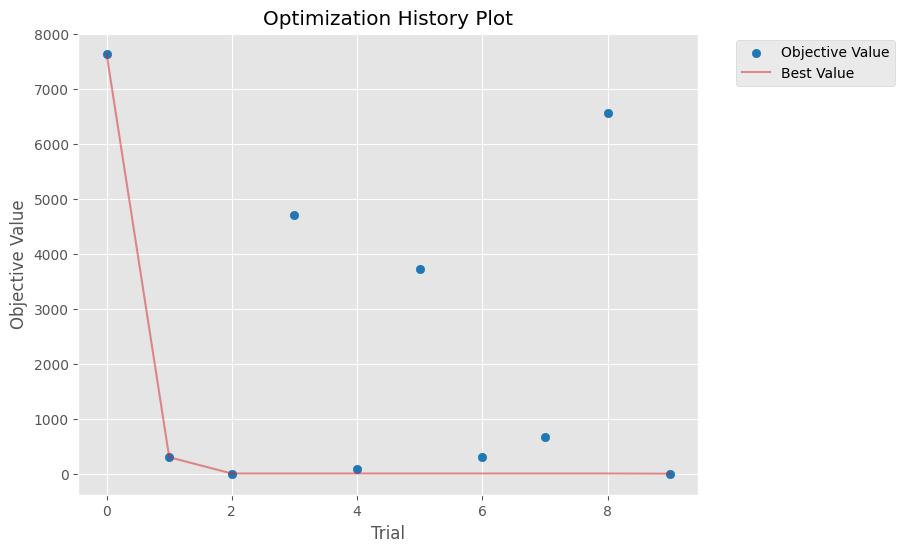 Optimization History Plot
Objective Value
Best Value
8000
7000
6000
5000
4000
3000
2000
1000
0
Objective Value
0 2 4 6 8
Trial